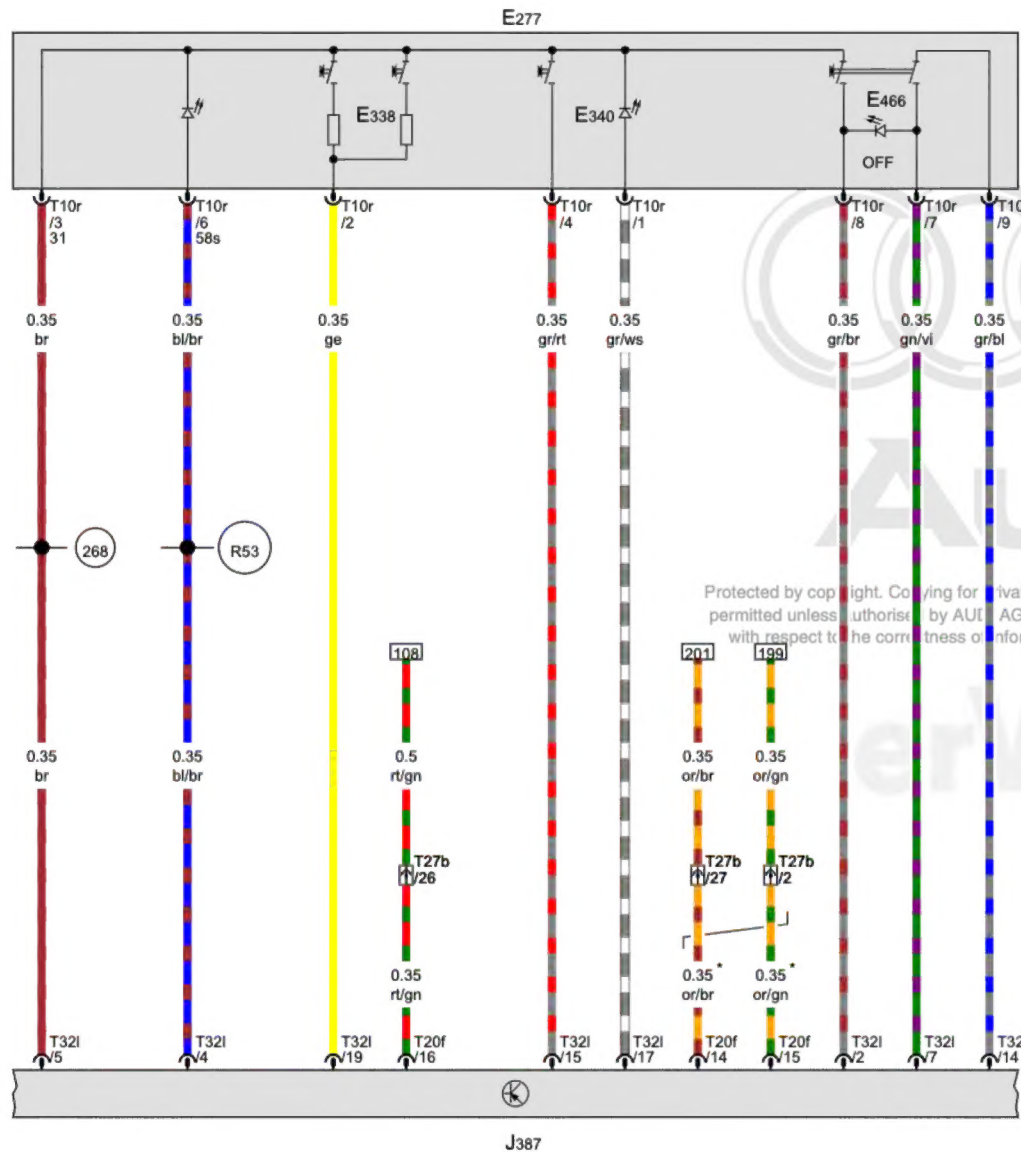 E277
E338
E340
E466
OFF
T10r
/3
31
T10r
/6
58s
T10r
/2
T10r
/4
T10r
/1
T10r
/8
T10r
/7
T10
/9
0.35
br
0.35
bl/br
0.35
ge
0.35
gr/rt
0.35
gr/ws
0.35
gr/br
0.35
gn/vi
0.35
gr/bl
268
R53
Protected by copyright. Copying for
permitted unless authorised by AUDI AG
with respect to the correctness of
108
201
199
0.35
br
0.35
bl/br
0.5
rt/gn
0.35
or/br
0.35
or/gn
T27b
/26
T27b
/27
T27b
/2
0.35
rt/gn
0.35 *
or/br
0.35 *
or/gn
T32l
/5
T32l
/4
T32l
/19
T20f
/16
T32l
/15
T32l
/17
T20f
/14
T20f
/15
T32l
/2
T32l
/7
T32
/14
J387